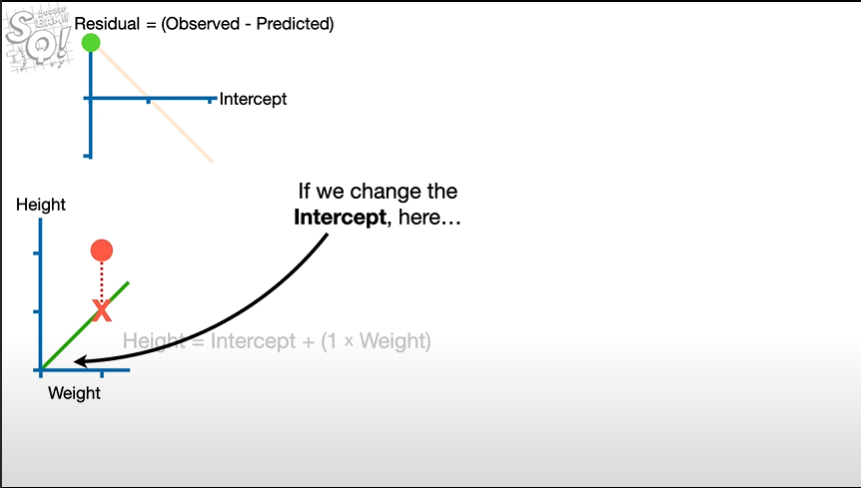 Residual = (Observed - Predicted)
Intercept
If we change the
Intercept, here…
Height
Height = Intercept + (1 × Weight)
Weight